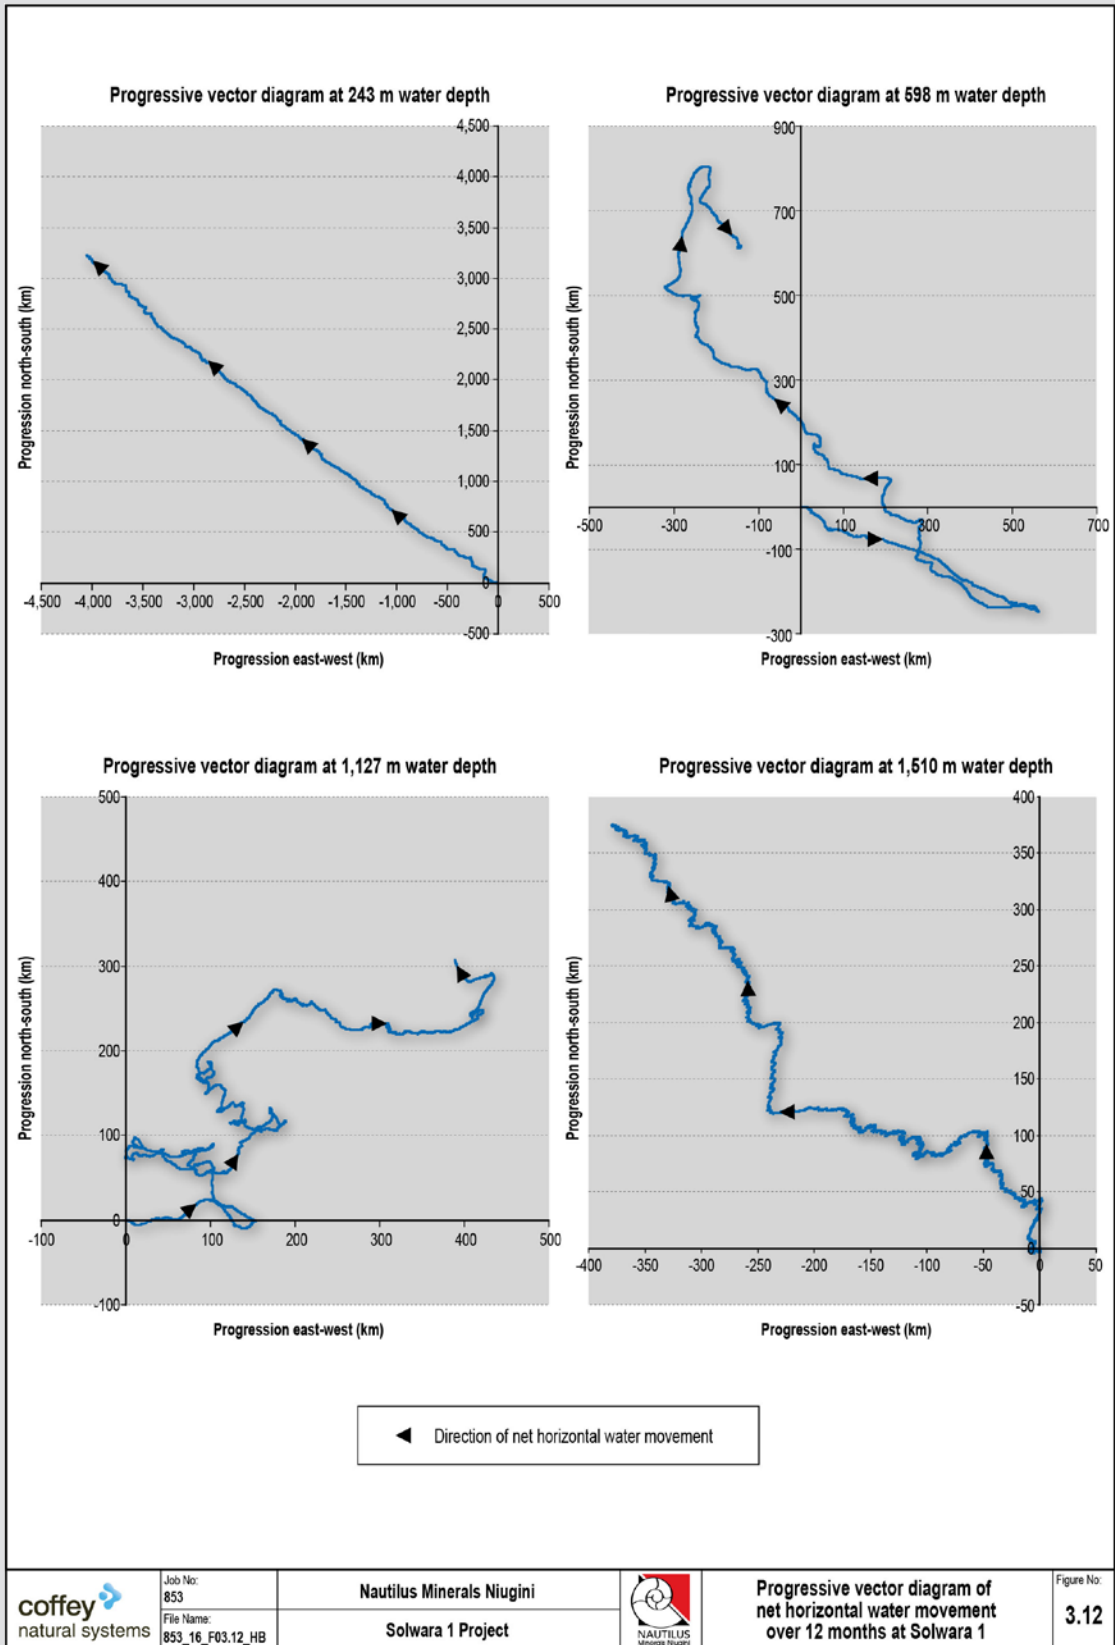 Progressive vector diagram at 243 m water depth
4,500
4,000
3,500
3,000
2,500
2,000
1,500
1,000
500
0
-500
-4,500 -4,000 -3,500 -3,000 -2,500 -2,000 -1,500 -1,000 -500 0 500
Progression north-south (km)
Progression east-west (km)
Progressive vector diagram at 598 m water depth
900
700
500
300
100
-100
-300
-500 -300 -100 100 300 500 700
Progression north-south (km)
Progression east-west (km)
Progressive vector diagram at 1,127 m water depth
500
400
300
200
100
0
-100
-100 0 100 200 300 400 500
Progression north-south (km)
Progression east-west (km)
Progressive vector diagram at 1,510 m water depth
400
350
300
250
200
150
100
50
0
-50
-400 -350 -300 -250 -200 -150 -100 -50 0 50
Progression north-south (km)
Progression east-west (km)
Direction of net horizontal water movement
coffey
natural systems
Job No:
853
File Name:
853_16_F03.12_HB
Nautilus Minerals Niugini
Solwara 1 Project
NAUTILUS
Minerals Niugini
Progressive vector diagram of
net horizontal water movement
over 12 months at Solwara 1
Figure No:
3.12